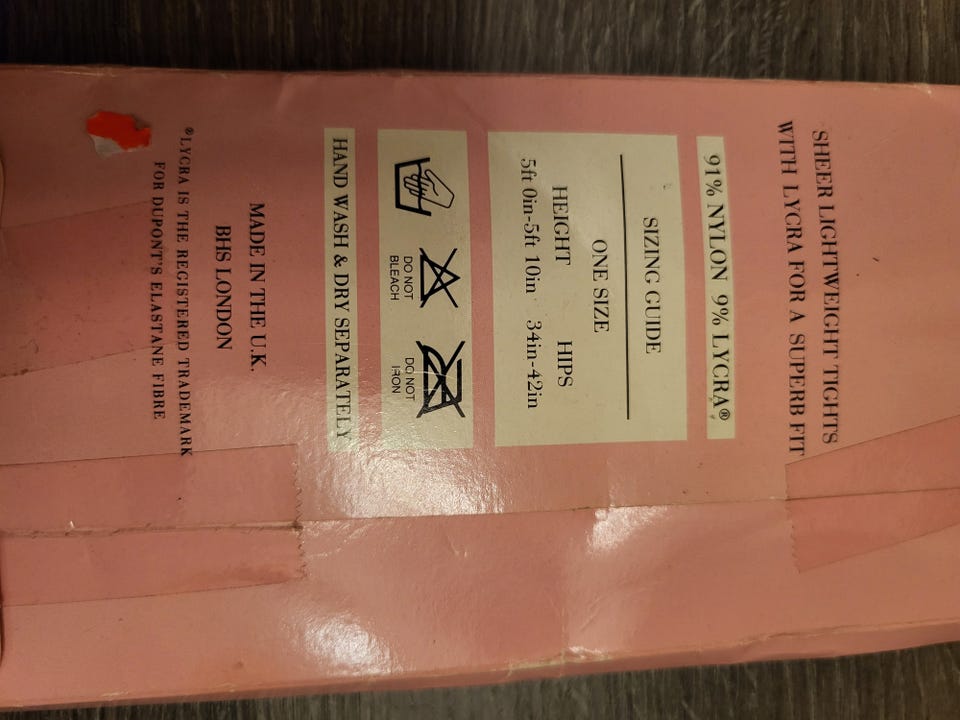 SHEER LIGHTWEIGHT TIGHTS
WITH LYCRA FOR A SUPERB FIT
91% NYLON 9% LYCRA®
SIZING GUIDE
ONE SIZE
HEIGHT HIPS
5ft 0in-5ft 10in 34in-42in
DO NOT
BLEACH
DO NOT
IRON
HAND WASH & DRY SEPARATELY
MADE IN THE U.K.
BHS LONDON
®LYCRA IS THE REGISTERED TRADEMARK
FOR DUPONT'S ELASTANE FIBRE